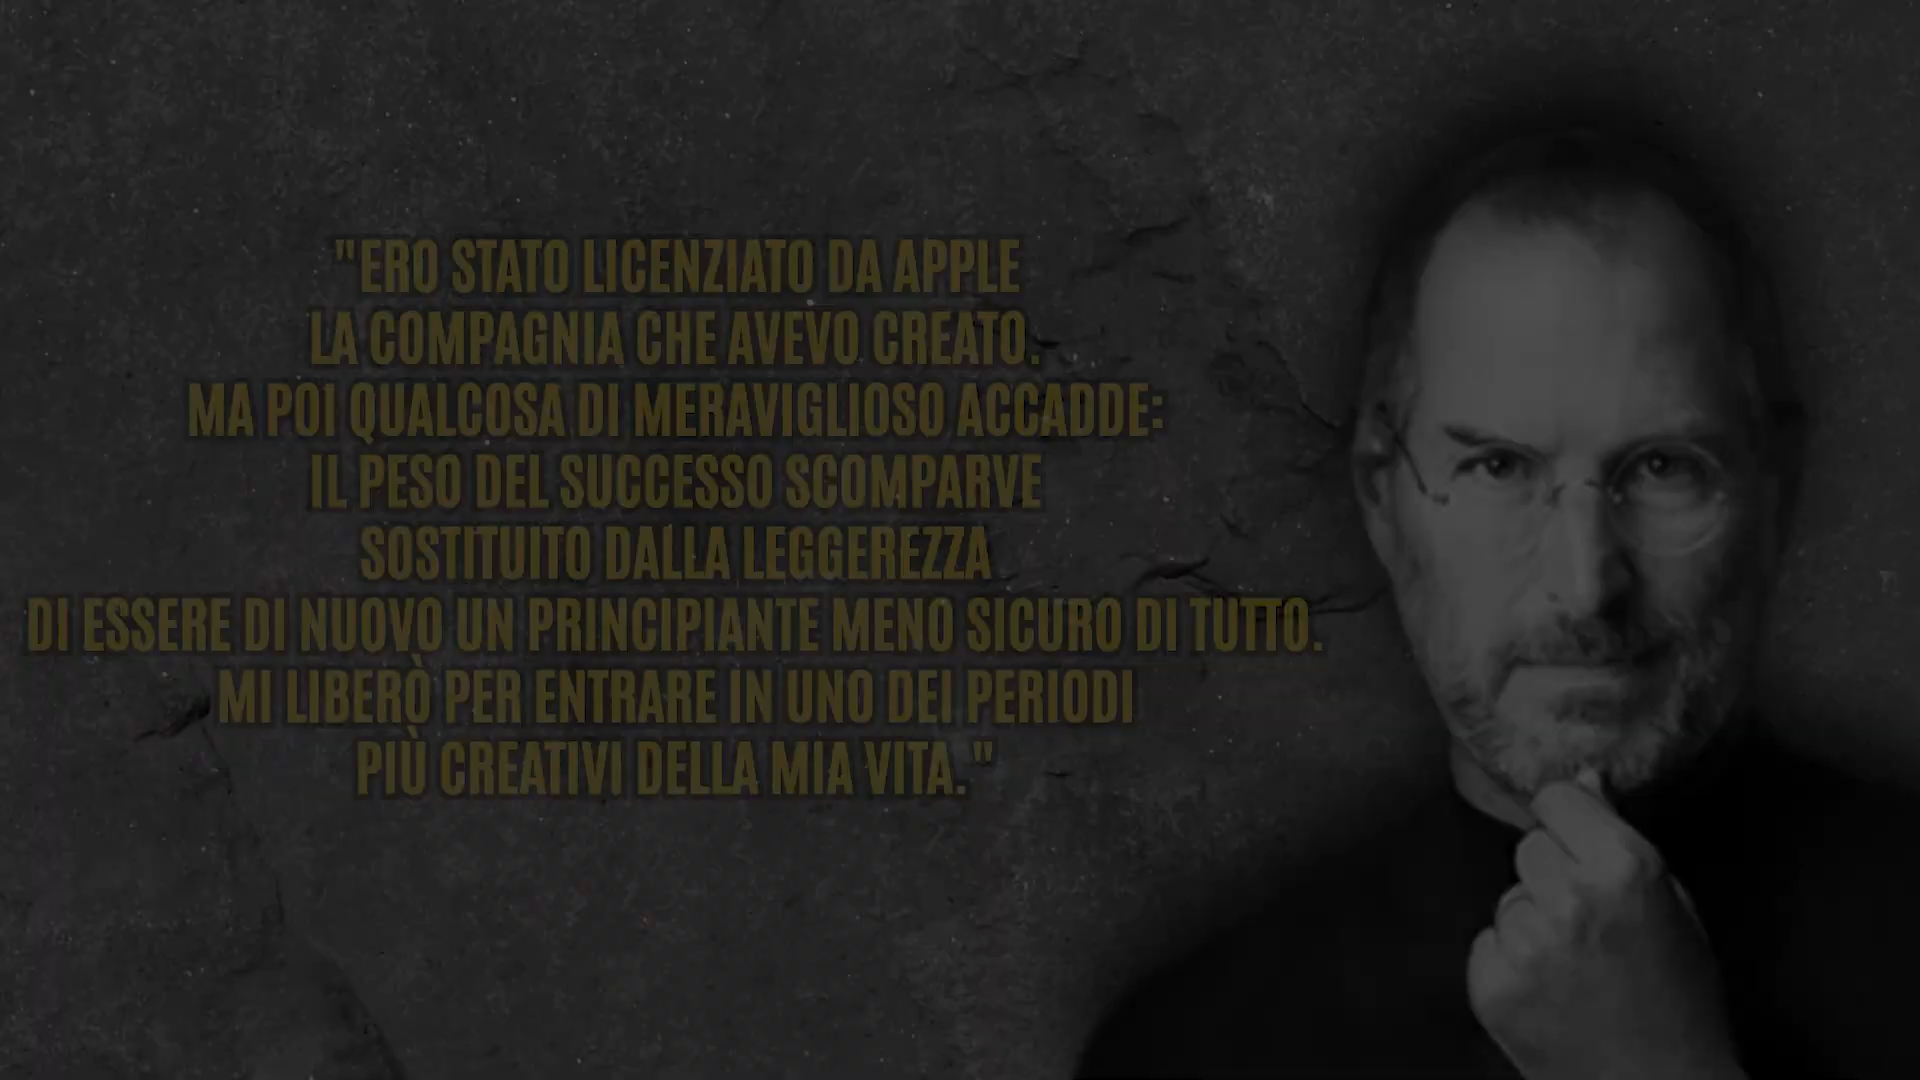 "ERO STATO LICENZIATO DA APPLE
LA COMPAGNIA CHE AVEVO CREATO.
MA POI QUALCOSA DI MERAVIGLIOSO ACCADDE:
IL PESO DEL SUCCESSO SCOMPARVE
SOSTITUITO DALLA LEGGEREZZA
DI ESSERE DI NUOVO UN PRINCIPIANTE MENO SICURO DI TUTTO.
MI LIBERÒ PER ENTRARE IN UNO DEI PERIODI
PIÙ CREATIVI DELLA MIA VITA."